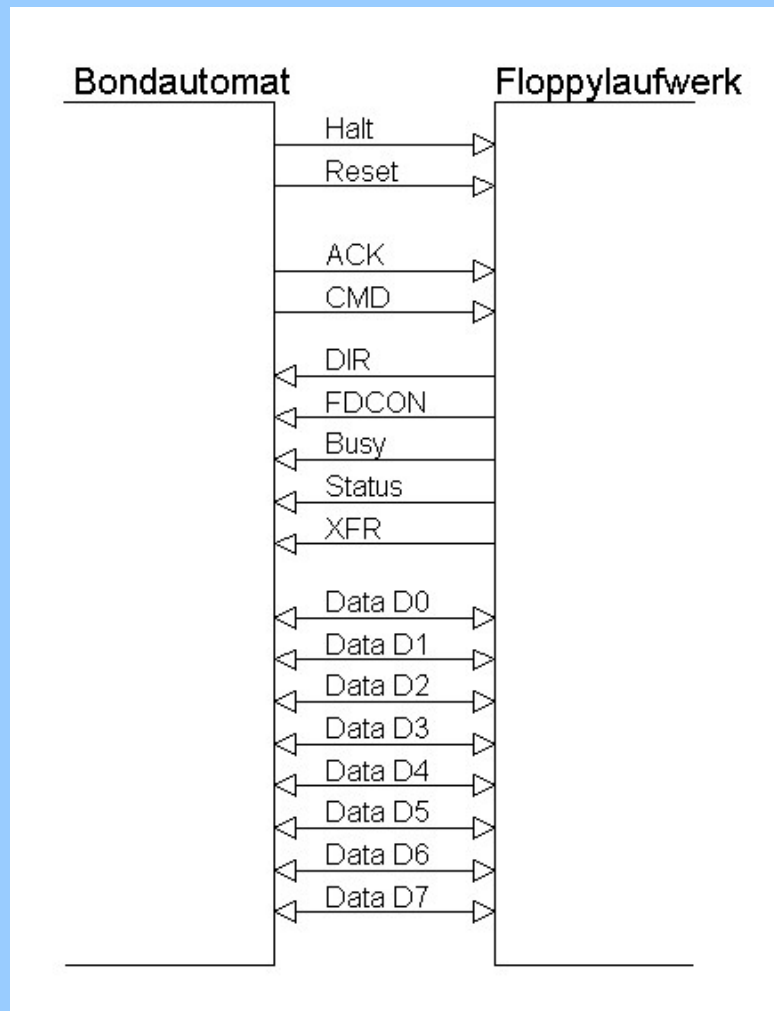 Bondautomat Floppylaufwerk
Halt
Reset
ACK
CMD
DIR
FDCON
Busy
Status
XFR
Data D0
Data D1
Data D2
Data D3
Data D4
Data D5
Data D6
Data D7